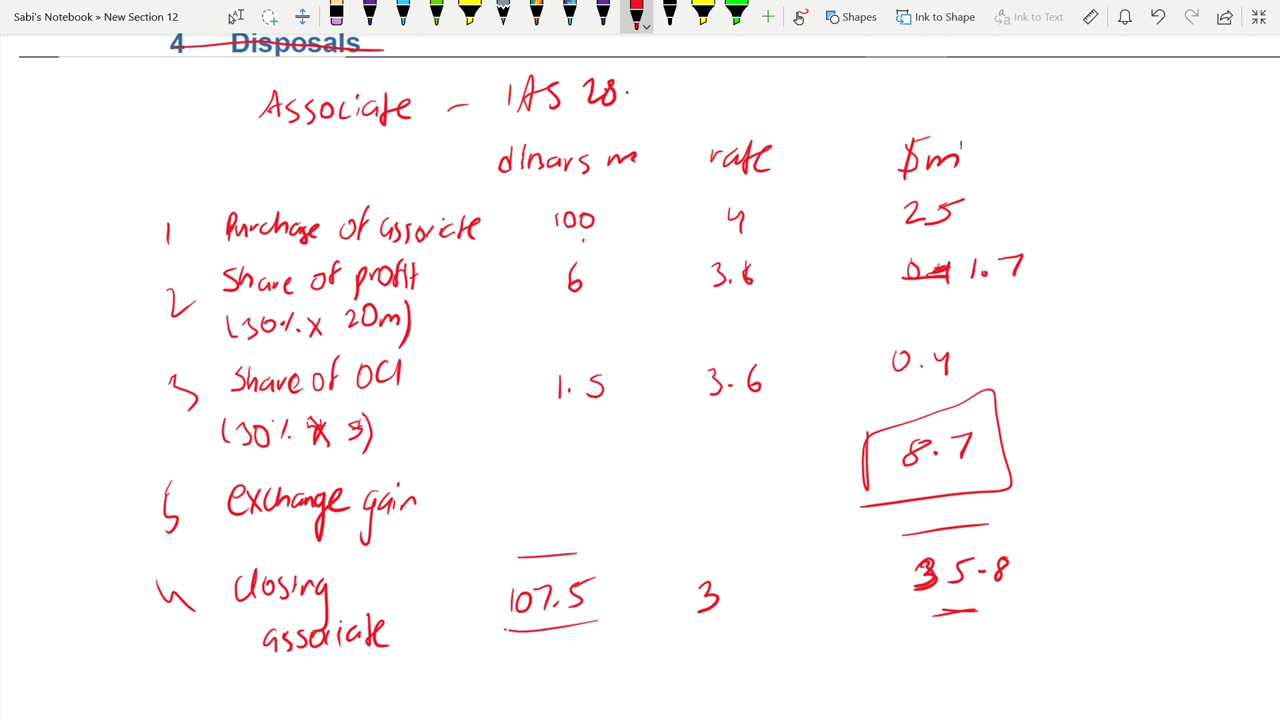 Sabi's Notebook » New Section 12
Shapes
Ink to Shape
Ink to Text
4 Disposals
Associate - IAS 28.
dinars m rate $m
1 Purchase of associate 100 4 25
2 Share of profit 6 3.6 1.7
(30% x 20m)
3 Share of OCI 1.5 3.6 0.4
(30% x 5)
5 exchange gain 8.7
4 closing 107.5 3 35.8
associate